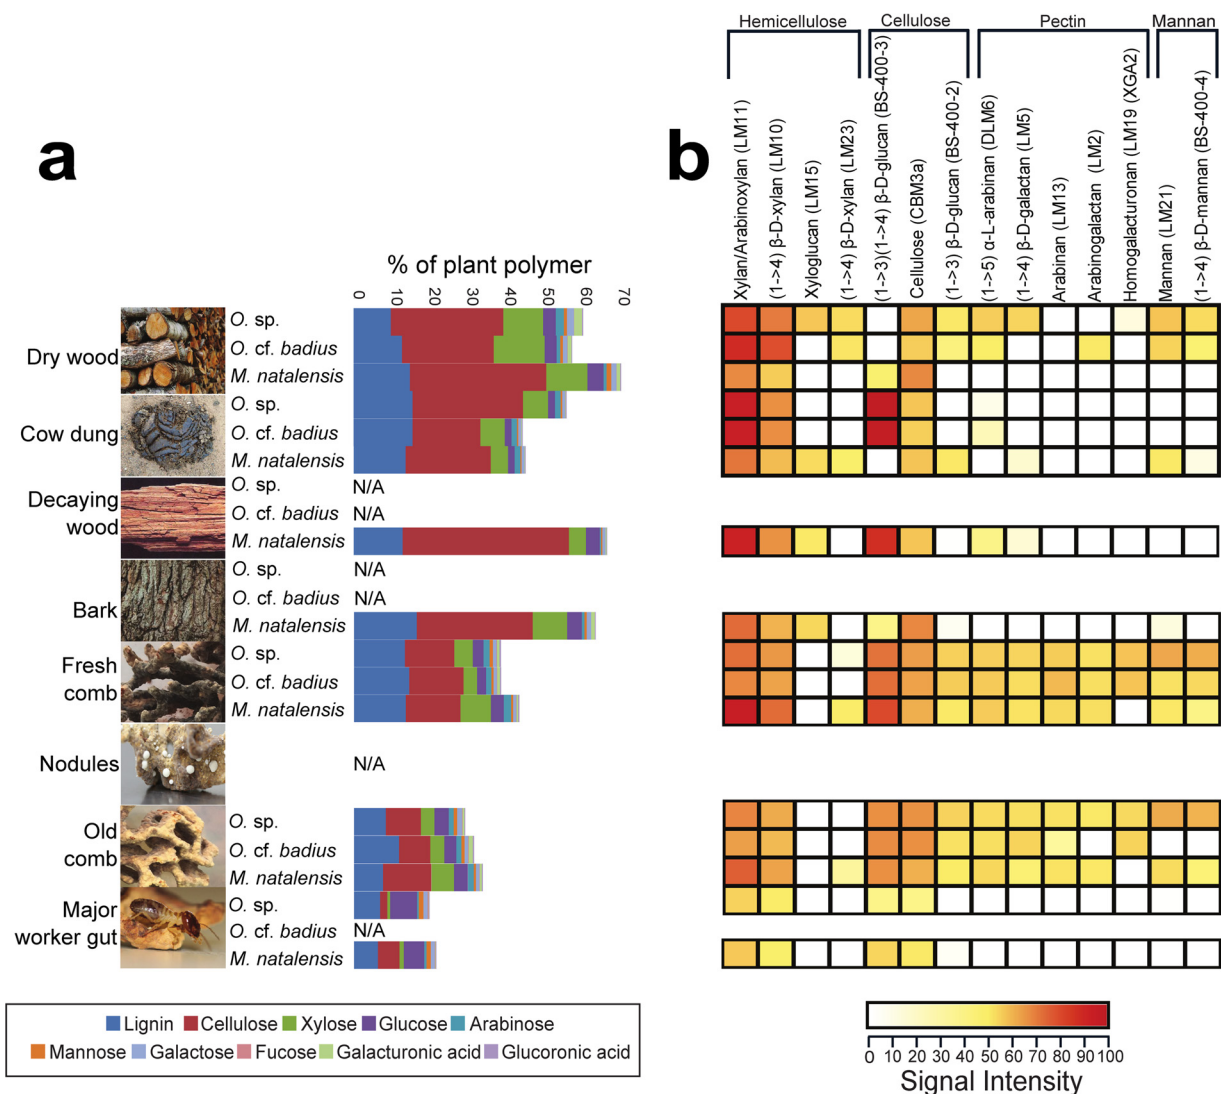 a
% of plant polymer
0 10 20 30 40 50 60 70
Dry wood
O. sp.
O. cf. badius
M. natalensis
Cow dung
O. sp.
O. cf. badius
M. natalensis
Decaying
wood
O. sp. N/A
O. cf. badius N/A
M. natalensis
Bark
O. sp. N/A
O. cf. badius N/A
M. natalensis
Fresh
comb
O. sp.
O. cf. badius
M. natalensis
Nodules N/A
Old
comb
O. sp.
O. cf. badius
M. natalensis
Major
worker gut
O. sp.
O. cf. badius N/A
M. natalensis
Lignin Cellulose Xylose Glucose Arabinose
Mannose Galactose Fucose Galacturonic acid Glucoronic acid
b
Hemicellulose Cellulose Pectin Mannan
Xylan/Arabinoxylan (LM11)
(1->4) β-D-xylan (LM10)
Xyloglucan (LM15)
(1->4) β-D-xylan (LM23)
(1->3)(1->4) β-D-glucan (BS-400-3)
Cellulose (CBM3a)
(1->3) β-D-glucan (BS-400-2)
(1->5) α-L-arabinan (DLM6)
(1->4) β-D-galactan (LM5)
Arabinan (LM13)
Arabinogalactan (LM2)
Homogalacturonan (LM19 (XGA2)
Mannan (LM21)
(1->4) β-D-mannan (BS-400-4)
0 10 20 30 40 50 60 70 80 90 100
Signal Intensity